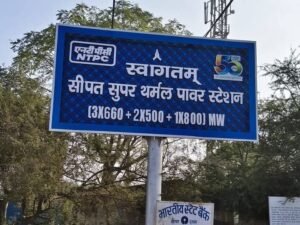 एनटीपीसी
NTPC
स्वागतम्
सीपत सुपर थर्मल पावर स्टेशन
(3X660 + 2X500 + 1X800) MW
भारतीय स्टेट बैंक